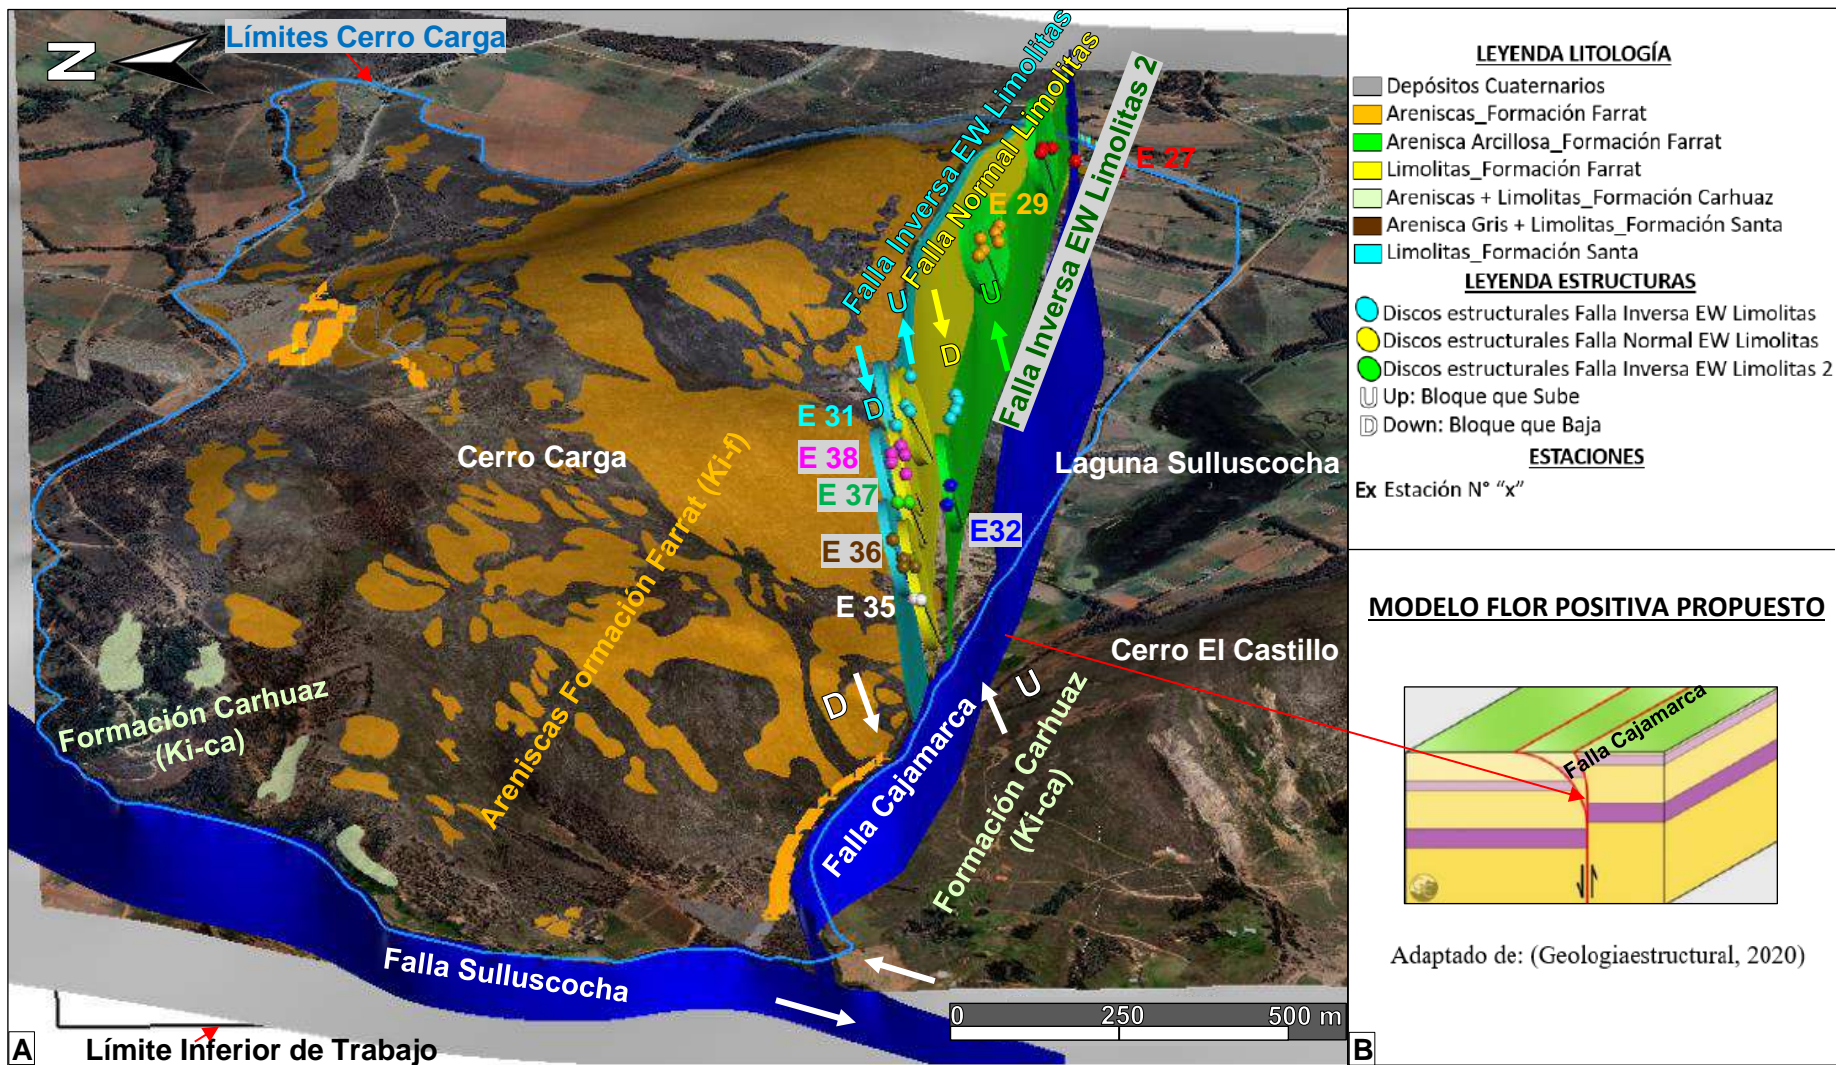 N
Límites Cerro Carga
Falla Inversa EW Limolitas
Falla Normal Limolitas
Falla Inversa EW Limolitas 2
E 27
E 29
U
D
U
D
E 31
E 38
E 37
E 36
E 35
E32
Cerro Carga
Laguna Sulluscocha
Cerro El Castillo
Areniscas Formación Farrat (Ki-f)
Formación Carhuaz
(Ki-ca)
D
U
Falla Cajamarca
Formación Carhuaz
(Ki-ca)
Falla Sulluscocha
0 250 500 m
Límite Inferior de Trabajo
A
LEYENDA LITOLOGÍA
Depósitos Cuaternarios
Areniscas_Formación Farrat
Arenisca Arcillosa_Formación Farrat
Limolitas_Formación Farrat
Areniscas + Limolitas_Formación Carhuaz
Arenisca Gris + Limolitas_Formación Santa
Limolitas_Formación Santa
LEYENDA ESTRUCTURAS
Discos estructurales Falla Inversa EW Limolitas
Discos estructurales Falla Normal EW Limolitas
Discos estructurales Falla Inversa EW Limolitas 2
U Up: Bloque que Sube
D Down: Bloque que Baja
ESTACIONES
Ex Estación N° “x”
MODELO FLOR POSITIVA PROPUESTO
Falla Cajamarca
Adaptado de: (Geologiaestructural, 2020)
B